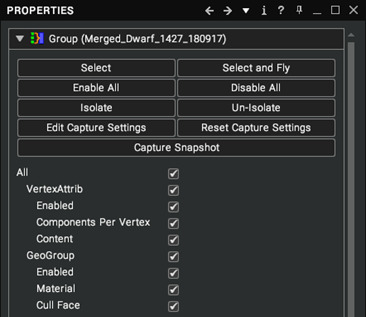 PROPERTIES
Group (Merged_Dwarf_1427_180917)
Select Select and Fly
Enable All Disable All
Isolate Un-Isolate
Edit Capture Settings Reset Capture Settings
Capture Snapshot
All
VertexAttrib
Enabled
Components Per Vertex
Content
GeoGroup
Enabled
Material
Cull Face